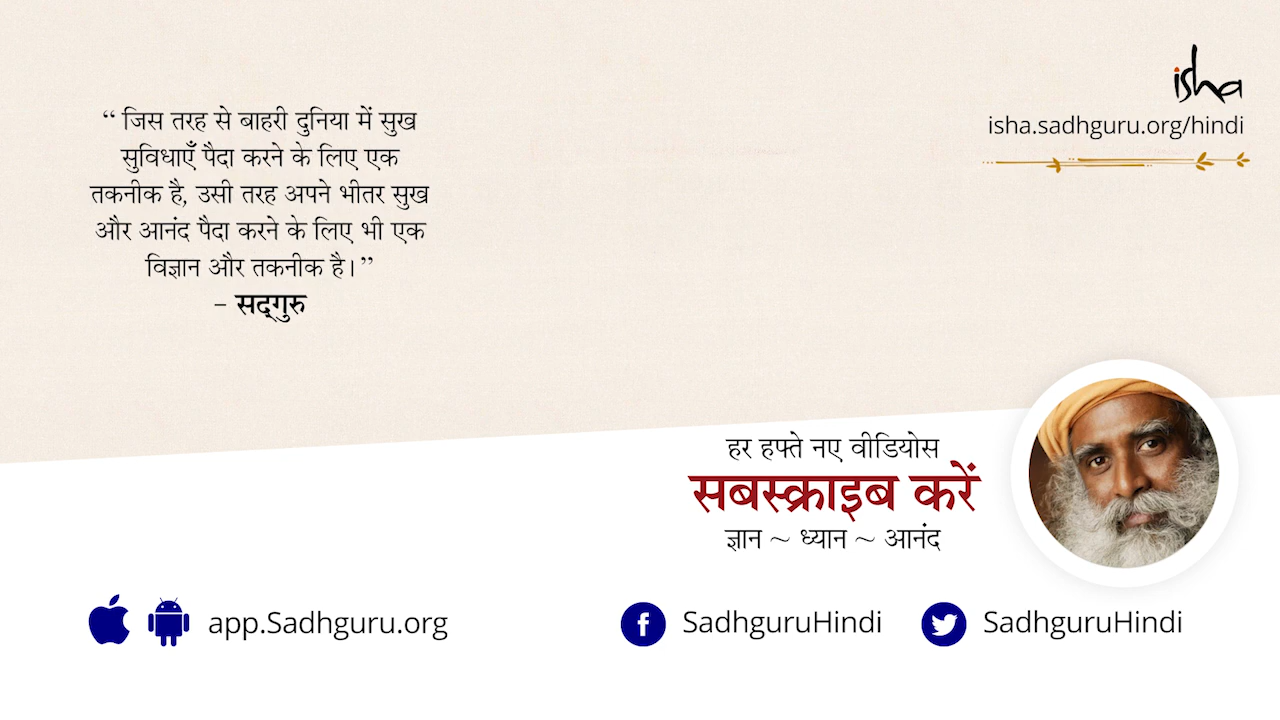 “ जिस तरह से बाहरी दुनिया में सुख
सुविधाएँ पैदा करने के लिए एक
तकनीक है, उसी तरह अपने भीतर सुख
और आनंद पैदा करने के लिए भी एक
विज्ञान और तकनीक है।”
- सद्‌गुरु
isha
isha.sadhguru.org/hindi
हर हफ्ते नए वीडियोस
सबस्क्राइब करें
ज्ञान ~ ध्यान ~ आनंद
app.Sadhguru.org
SadhguruHindi
SadhguruHindi